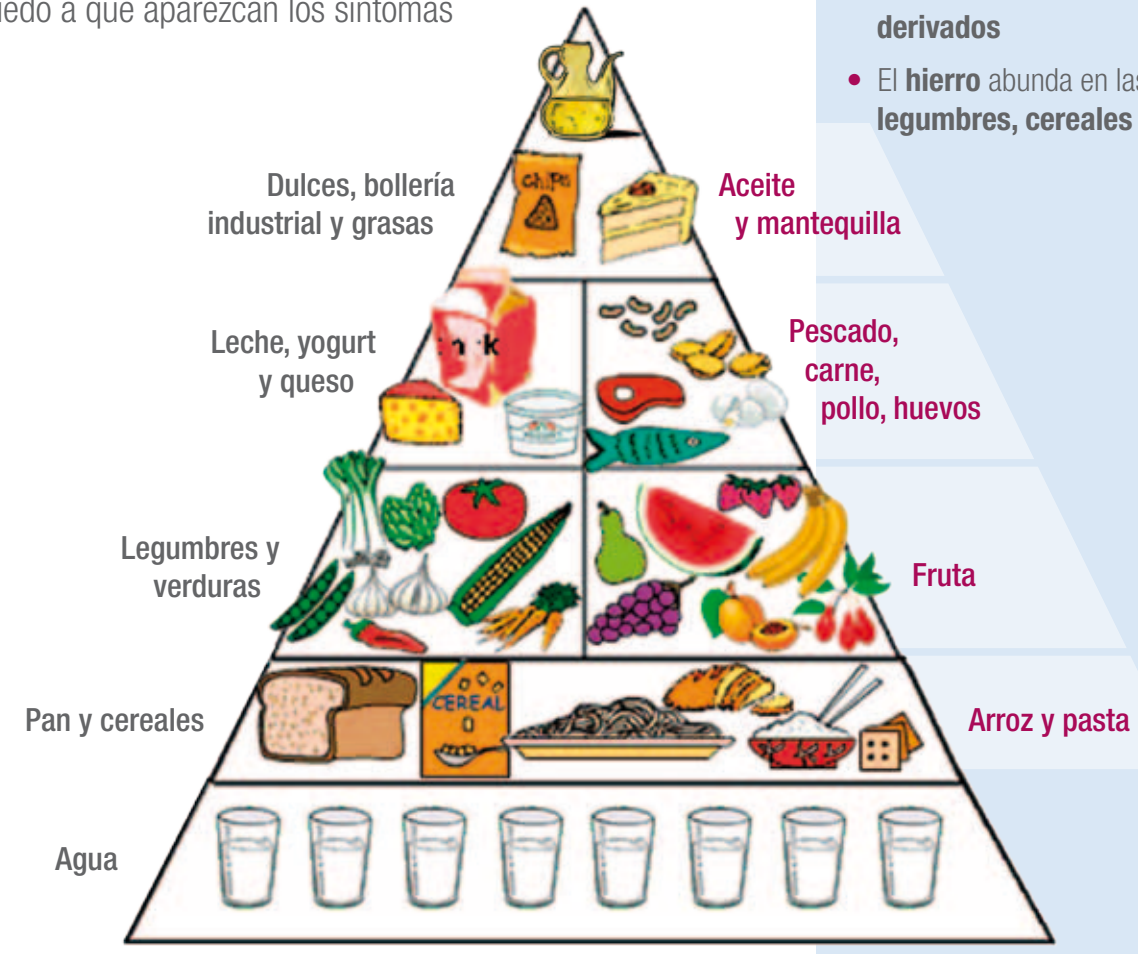 miedo a que aparezcan los síntomas
derivados
• El hierro abunda en las
legumbres, cereales
Dulces, bollería
industrial y grasas
chips
Aceite
y mantequilla
Leche, yogurt
y queso
Pescado,
carne,
pollo, huevos
Legumbres y
verduras
Fruta
Pan y cereales
CEREAL
Arroz y pasta
Agua